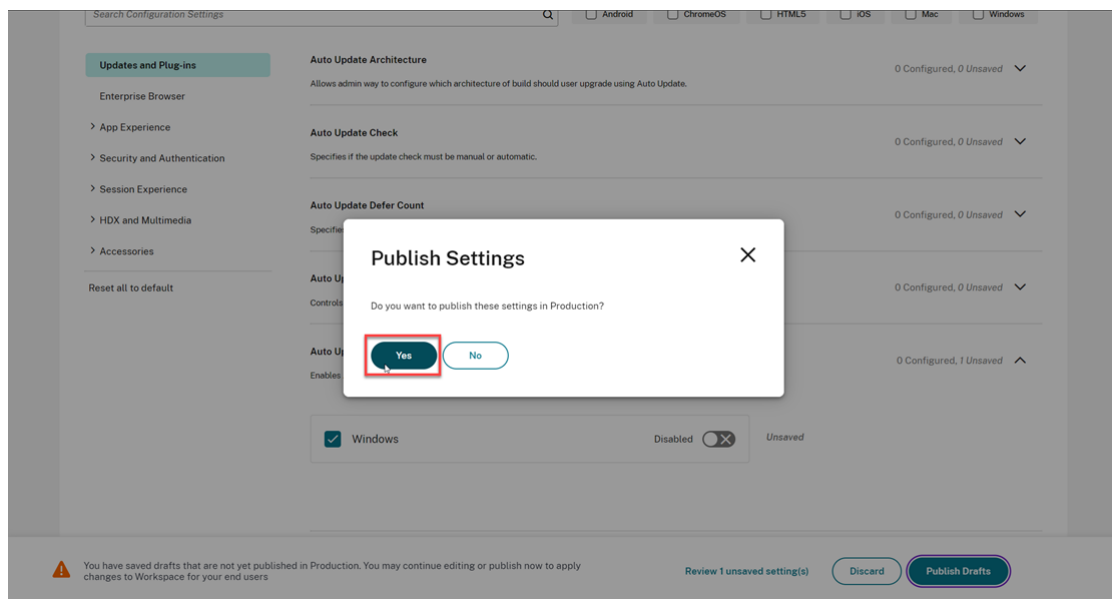 Search Configuration Settings
Android
ChromeOS
HTML5
iOS
Mac
Windows
Updates and Plug-ins
Enterprise Browser
App Experience
Security and Authentication
Session Experience
HDX and Multimedia
Accessories
Reset all to default
Auto Update Architecture
0 Configured, 0 Unsaved
Allows admin way to configure which architecture of build should user upgrade using Auto Update.
Auto Update Check
0 Configured, 0 Unsaved
Specifies if the update check must be manual or automatic.
Auto Update Defer Count
0 Configured, 0 Unsaved
Auto
0 Configured, 0 Unsaved
Controls
Auto
0 Configured, 1 Unsaved
Enables
Publish Settings
Do you want to publish these settings in Production?
Yes
No
Windows
Disabled
Unsaved
You have saved drafts that are not yet published in Production. You may continue editing or publish now to apply
changes to Workspace for your end users
Review 1 unsaved setting(s)
Discard
Publish Drafts